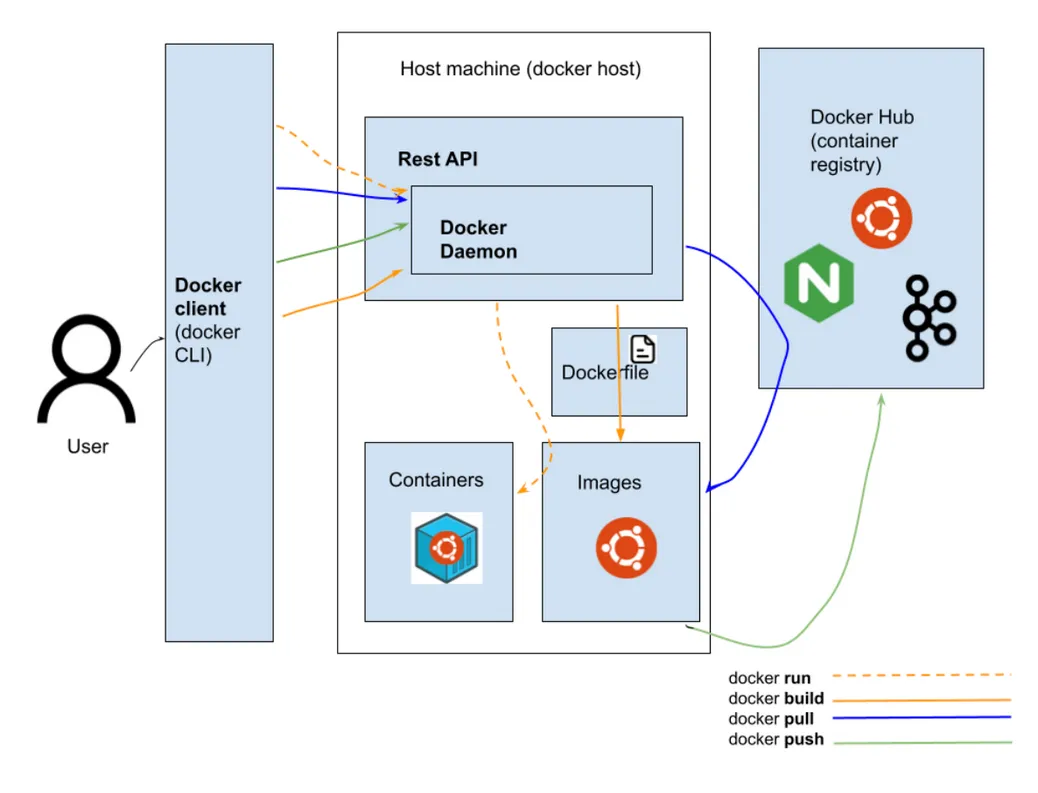 Host machine (docker host)
Docker Hub
(container
registry)
Rest API
Docker
Daemon
Docker
client
(docker
CLI)
Dockerfile
User
Containers
Images
docker run
docker build
docker pull
docker push